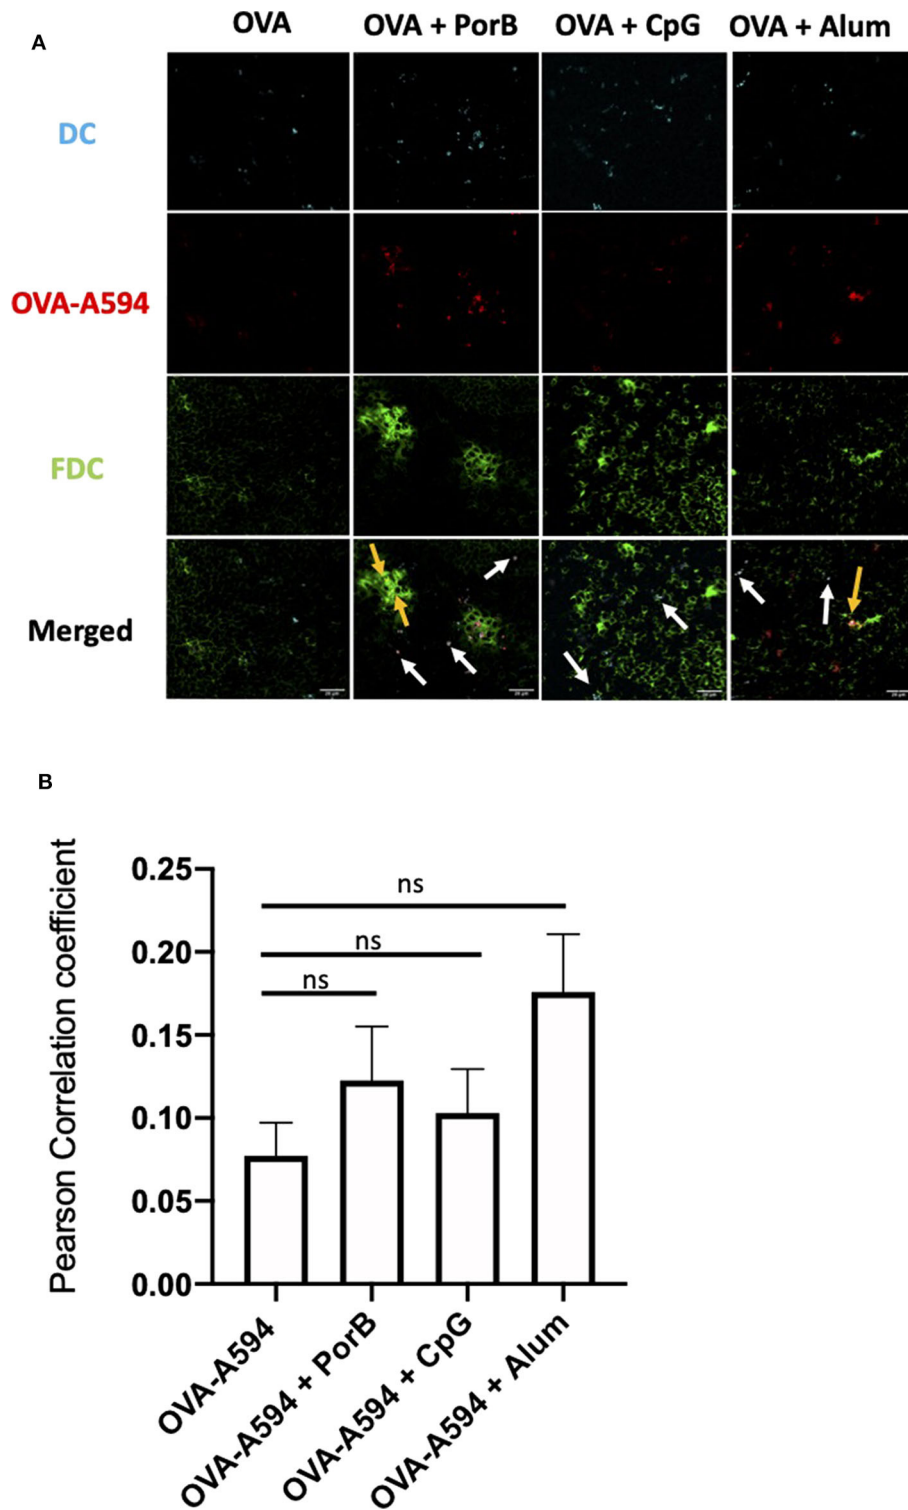 A
OVA
OVA + PorB
OVA + CpG
OVA + Alum
DC
OVA-A594
FDC
Merged
B
Pearson Correlation coefficient
0.25
0.20
0.15
0.10
0.05
0.00
ns
ns
ns
OVA-A594
OVA-A594 + PorB
OVA-A594 + CpG
OVA-A594 + Alum